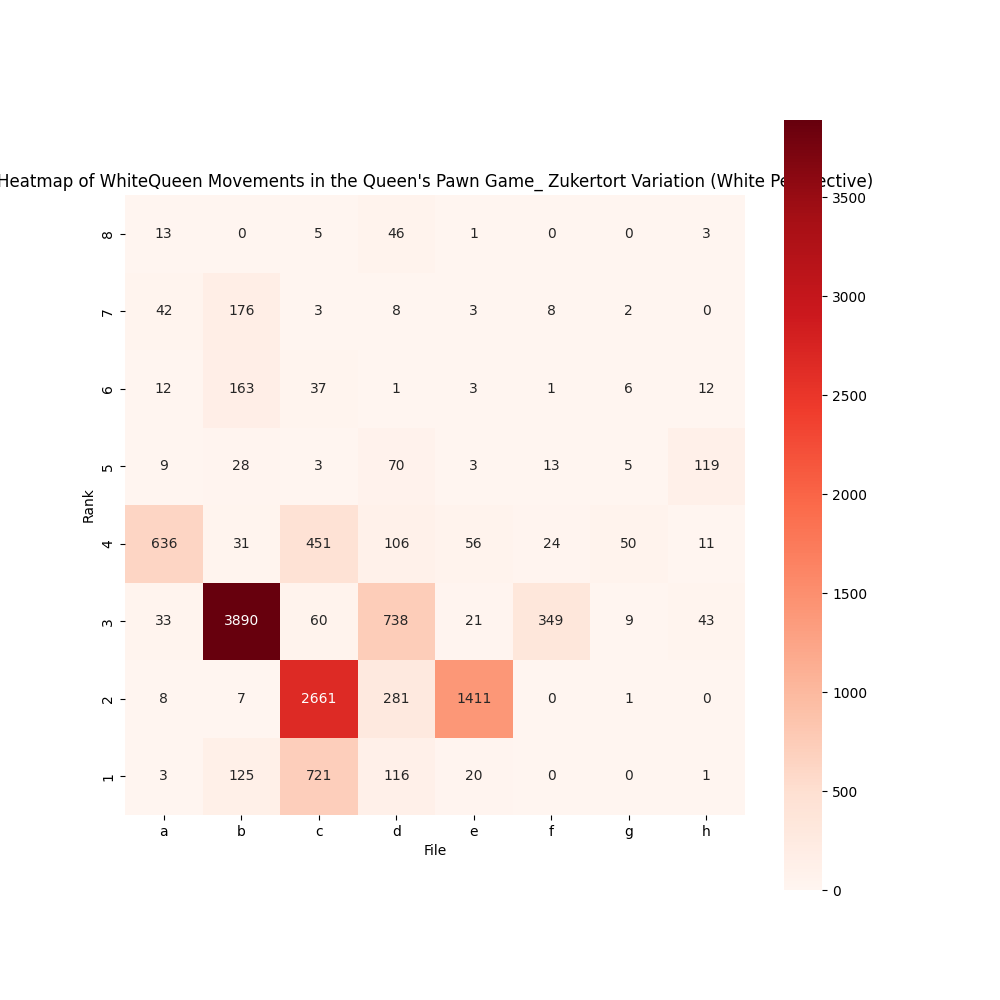 Heatmap of WhiteQueen Movements in the Queen's Pawn Game_ Zukertort Variation (White Pe ective)
3500
8 13 0 5 46 1 0 0 3
7 42 176 3 8 3 8 2 0
3000
6 12 163 37 1 3 1 6 12
2500
5 9 28 3 70 3 13 5 119
2000
Rank
4 636 31 451 106 56 24 50 11
1500
3 33 3890 60 738 21 349 9 43
1000
2 8 7 2661 281 1411 0 1 0
500
1 3 125 721 116 20 0 0 1
a b c d e f g h
File
0